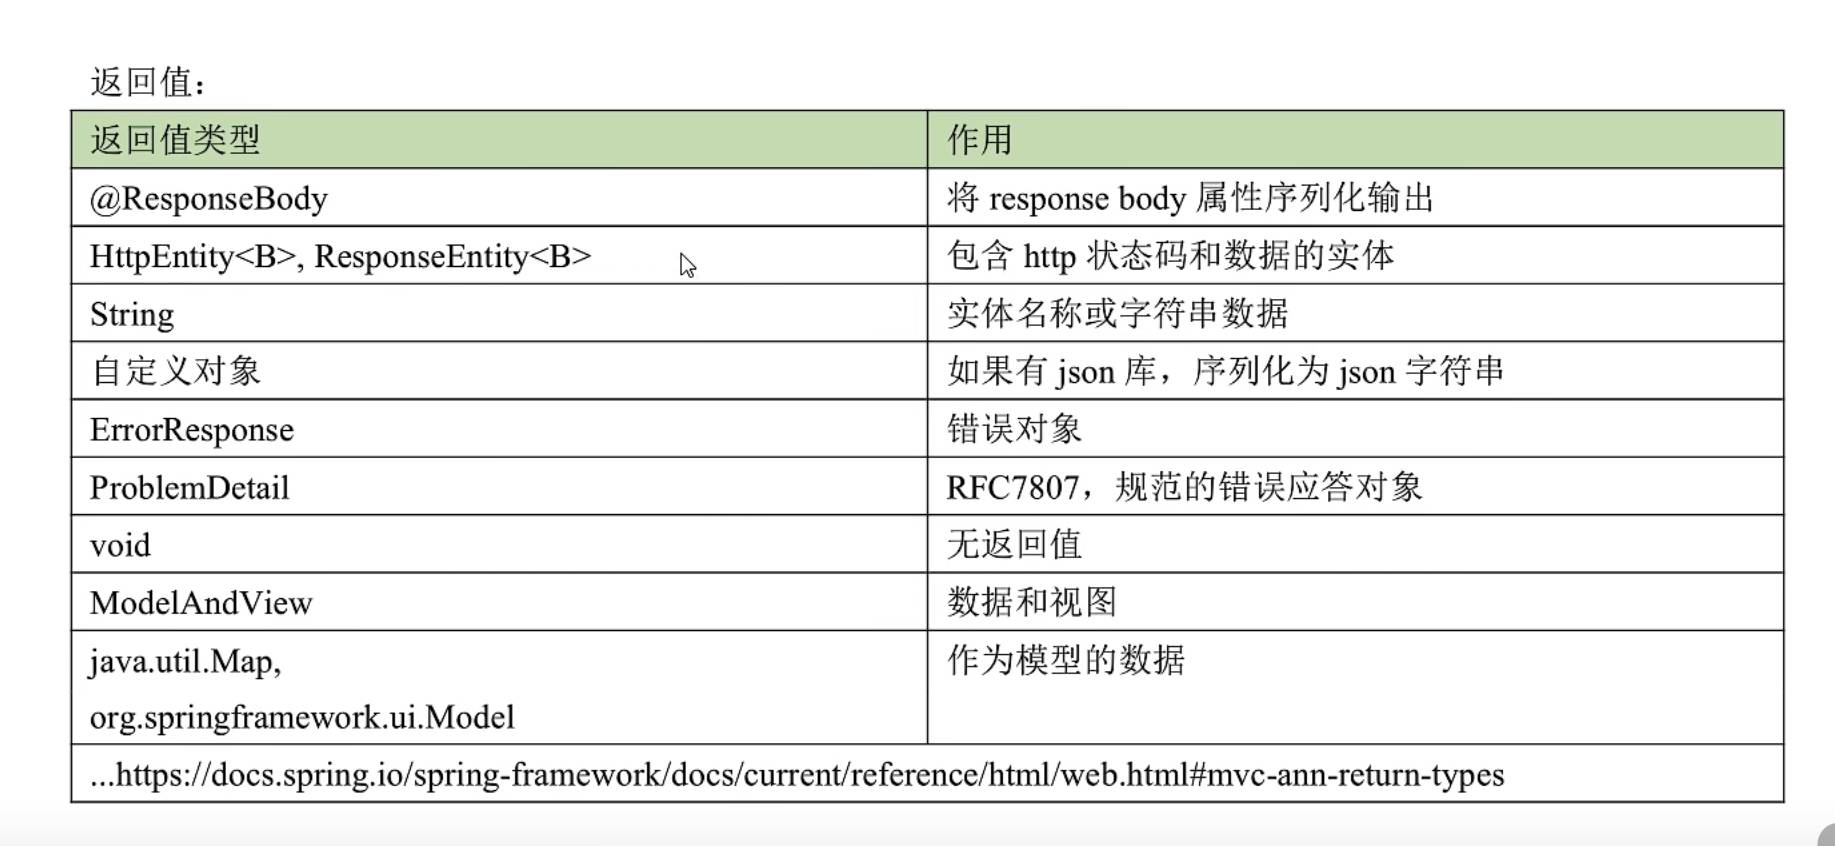 返回值：
返回值类型 作用
@ResponseBody 将 response body 属性序列化输出
HttpEntity<B>, ResponseEntity<B> 包含 http 状态码和数据的实体
String 实体名称或字符串数据
自定义对象 如果有 json 库，序列化为 json 字符串
ErrorResponse 错误对象
ProblemDetail RFC7807，规范的错误应答对象
void 无返回值
ModelAndView 数据和视图
java.util.Map, 作为模型的数据
org.springframework.ui.Model
...https://docs.spring.io/spring-framework/docs/current/reference/html/web.html#mvc-ann-return-types